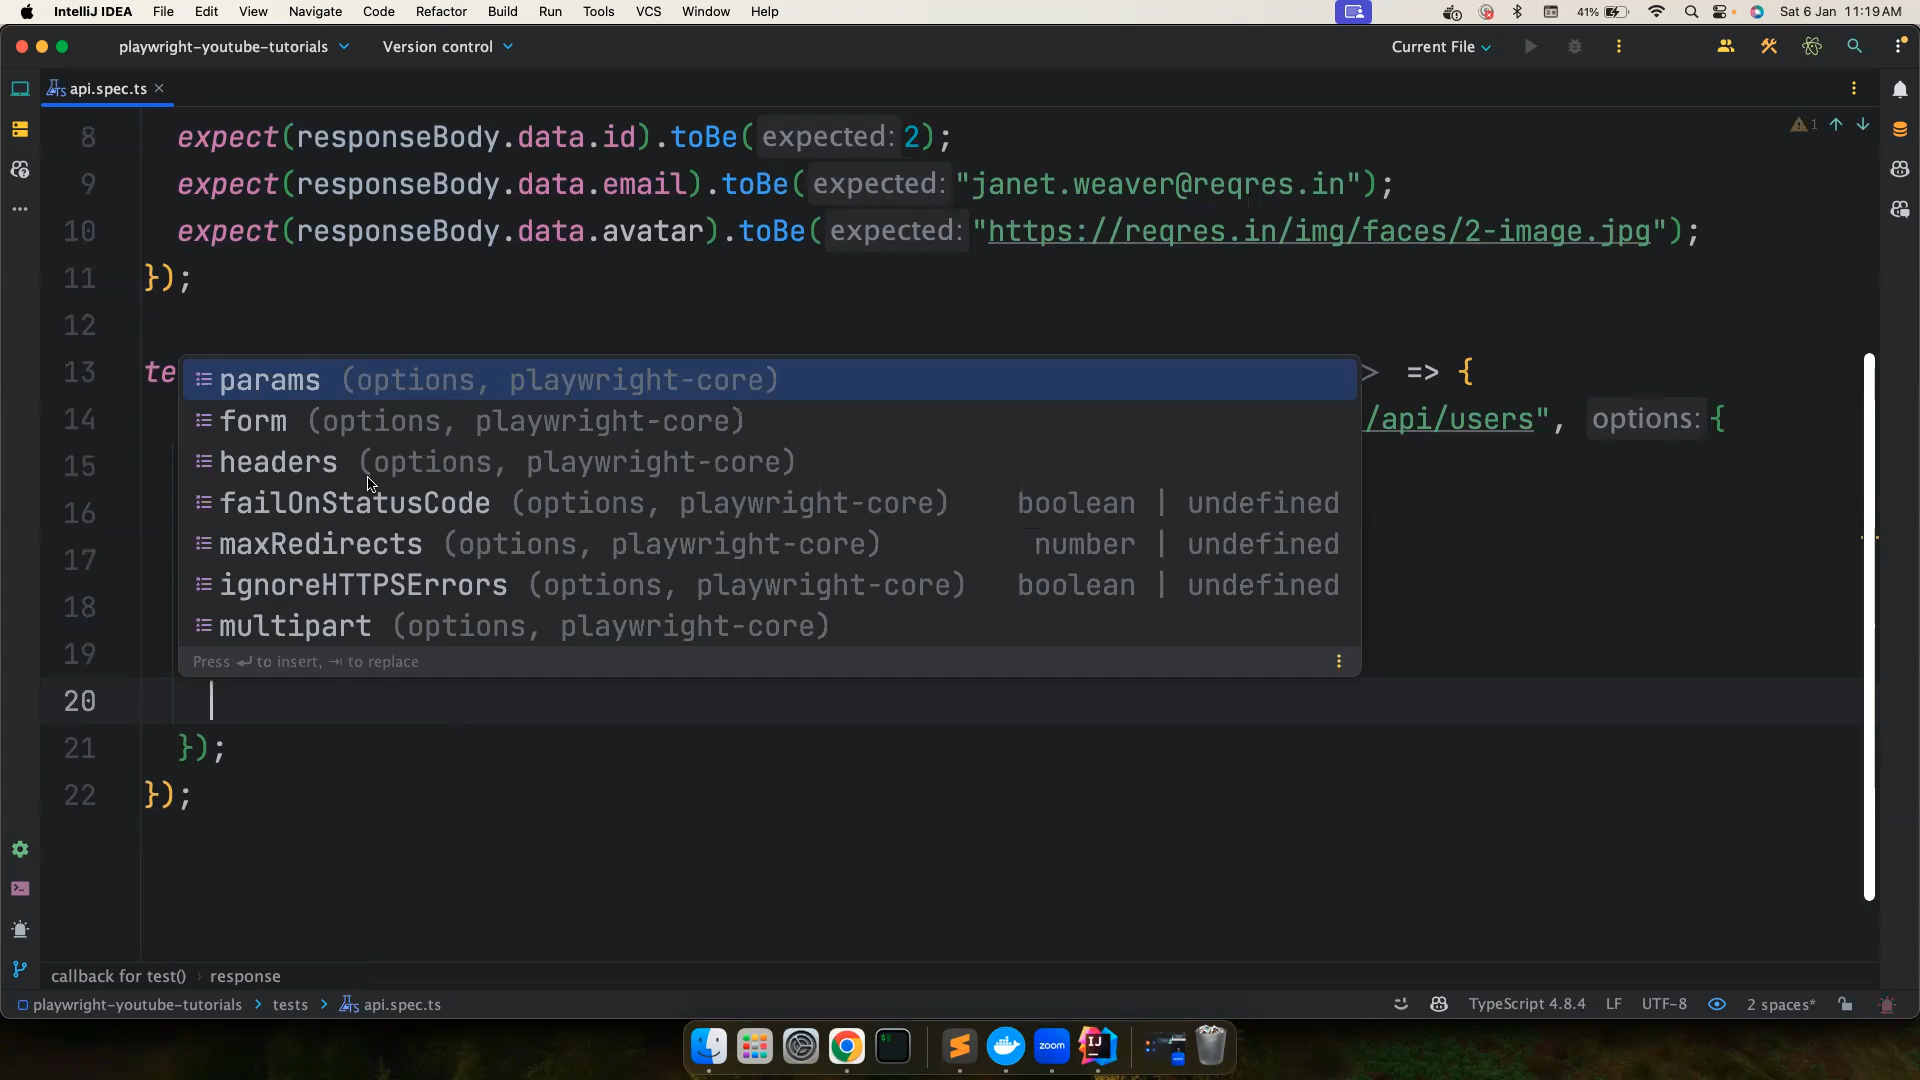 IntelliJ IDEA File Edit View Navigate Code Refactor Build Run Tools VCS Window Help 41% Sat 6 Jan 11:19 AM
playwright-youtube-tutorials Version control Current File
api.spec.ts
8 expect(responseBody.data.id).toBe( expected: 2); 1
9 expect(responseBody.data.email).toBe( expected: "janet.weaver@reqres.in");
10 expect(responseBody.data.avatar).toBe( expected: "https://reqres.in/img/faces/2-image.jpg");
11 });
12
13 te > => {
params (options, playwright-core)
14 /api/users", options: {
form (options, playwright-core)
15
headers (options, playwright-core)
16
failOnStatusCode (options, playwright-core) boolean | undefined
17
maxRedirects (options, playwright-core) number | undefined
18
ignoreHTTPSErrors (options, playwright-core) boolean | undefined
19
multipart (options, playwright-core)
Press ↵ to insert, ⇥ to replace
20
21 });
22 });
callback for test() › response
playwright-youtube-tutorials > tests > api.spec.ts TypeScript 4.8.4 LF UTF-8 2 spaces*
zoom IJ